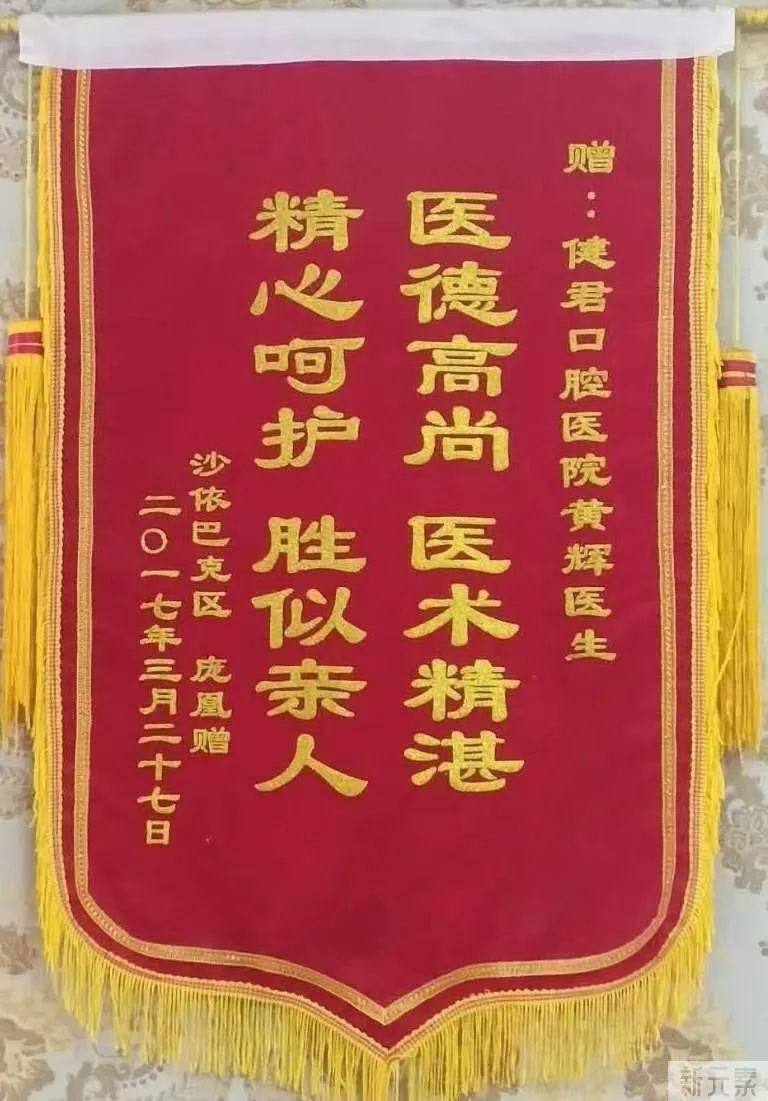 赠：健君口腔医院黄辉医生
医德高尚 医术精湛
精心呵护 胜似亲人
沙依巴克区 庞凰赠
二〇一七年三月二十七日
新元素